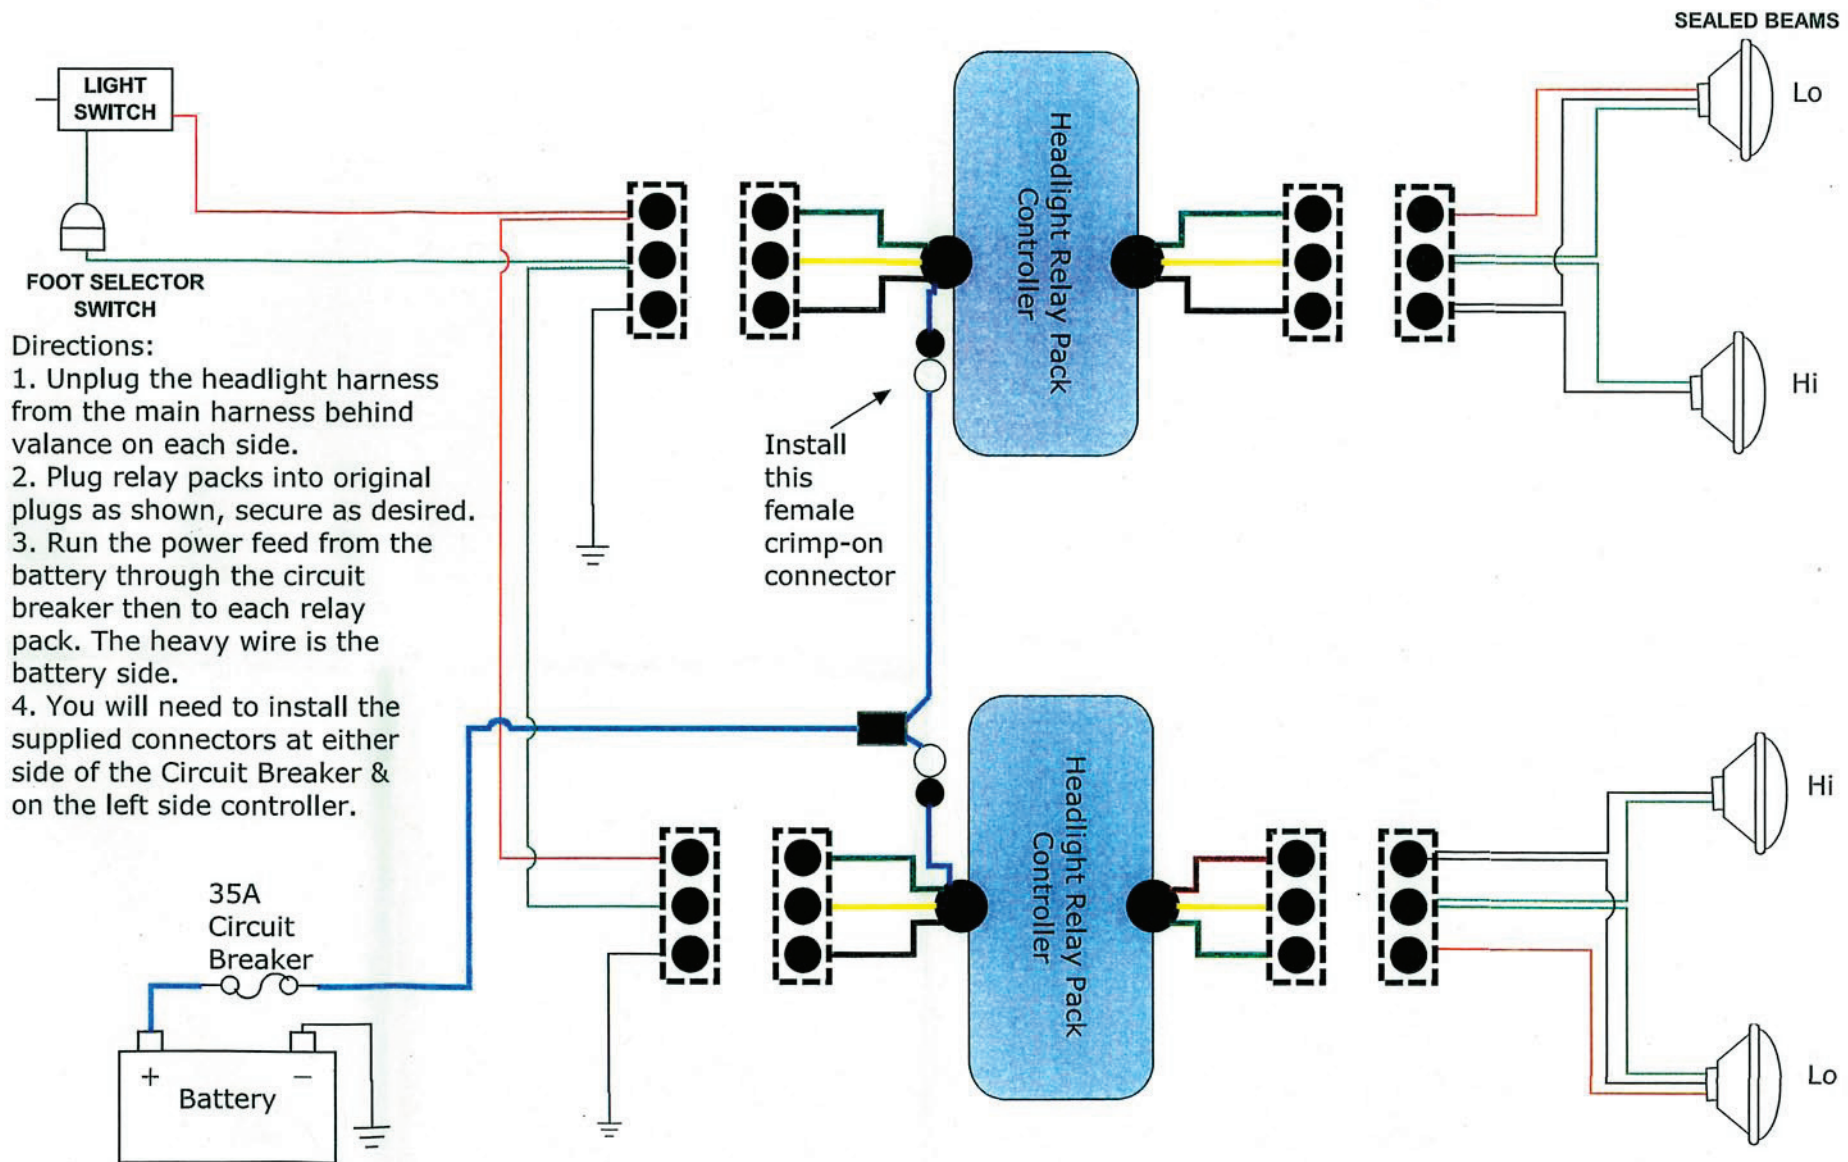 SEALED BEAMS
LIGHT
SWITCH
Lo
FOOT SELECTOR
SWITCH
Headlight Relay Pack
Controller
Hi
Directions:
1. Unplug the headlight harness
from the main harness behind
valance on each side.
2. Plug relay packs into original
plugs as shown, secure as desired.
3. Run the power feed from the
battery through the circuit
breaker then to each relay
pack. The heavy wire is the
battery side.
4. You will need to install the
supplied connectors at either
side of the Circuit Breaker &
on the left side controller.
Install
this
female
crimp-on
connector
Headlight Relay Pack
Controller
Hi
Lo
35A
Circuit
Breaker
+ −
Battery